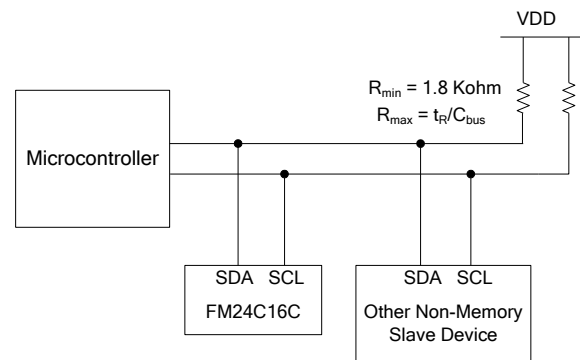 VDD
R_min = 1.8 Kohm
R_max = t_R/C_bus
Microcontroller
SDA SCL
FM24C16C
SDA SCL
Other Non-Memory
Slave Device